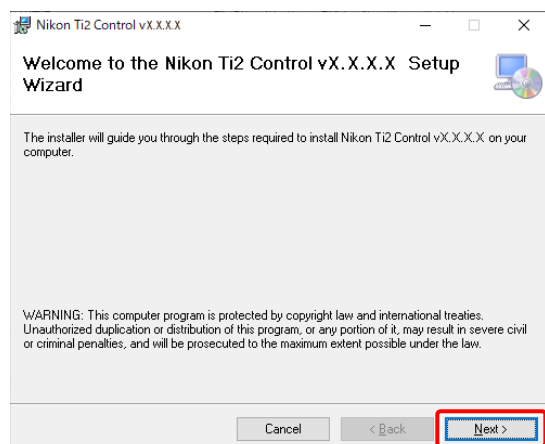 Nikon Ti2 Control vX.X.X.X
Welcome to the Nikon Ti2 Control vX.X.X.X Setup
Wizard
The installer will guide you through the steps required to install Nikon Ti2 Control vX.X.X.X on your
computer.
WARNING: This computer program is protected by copyright law and international treaties.
Unauthorized duplication or distribution of this program, or any portion of it, may result in severe civil
or criminal penalties, and will be prosecuted to the maximum extent possible under the law.
Cancel < Back Next >